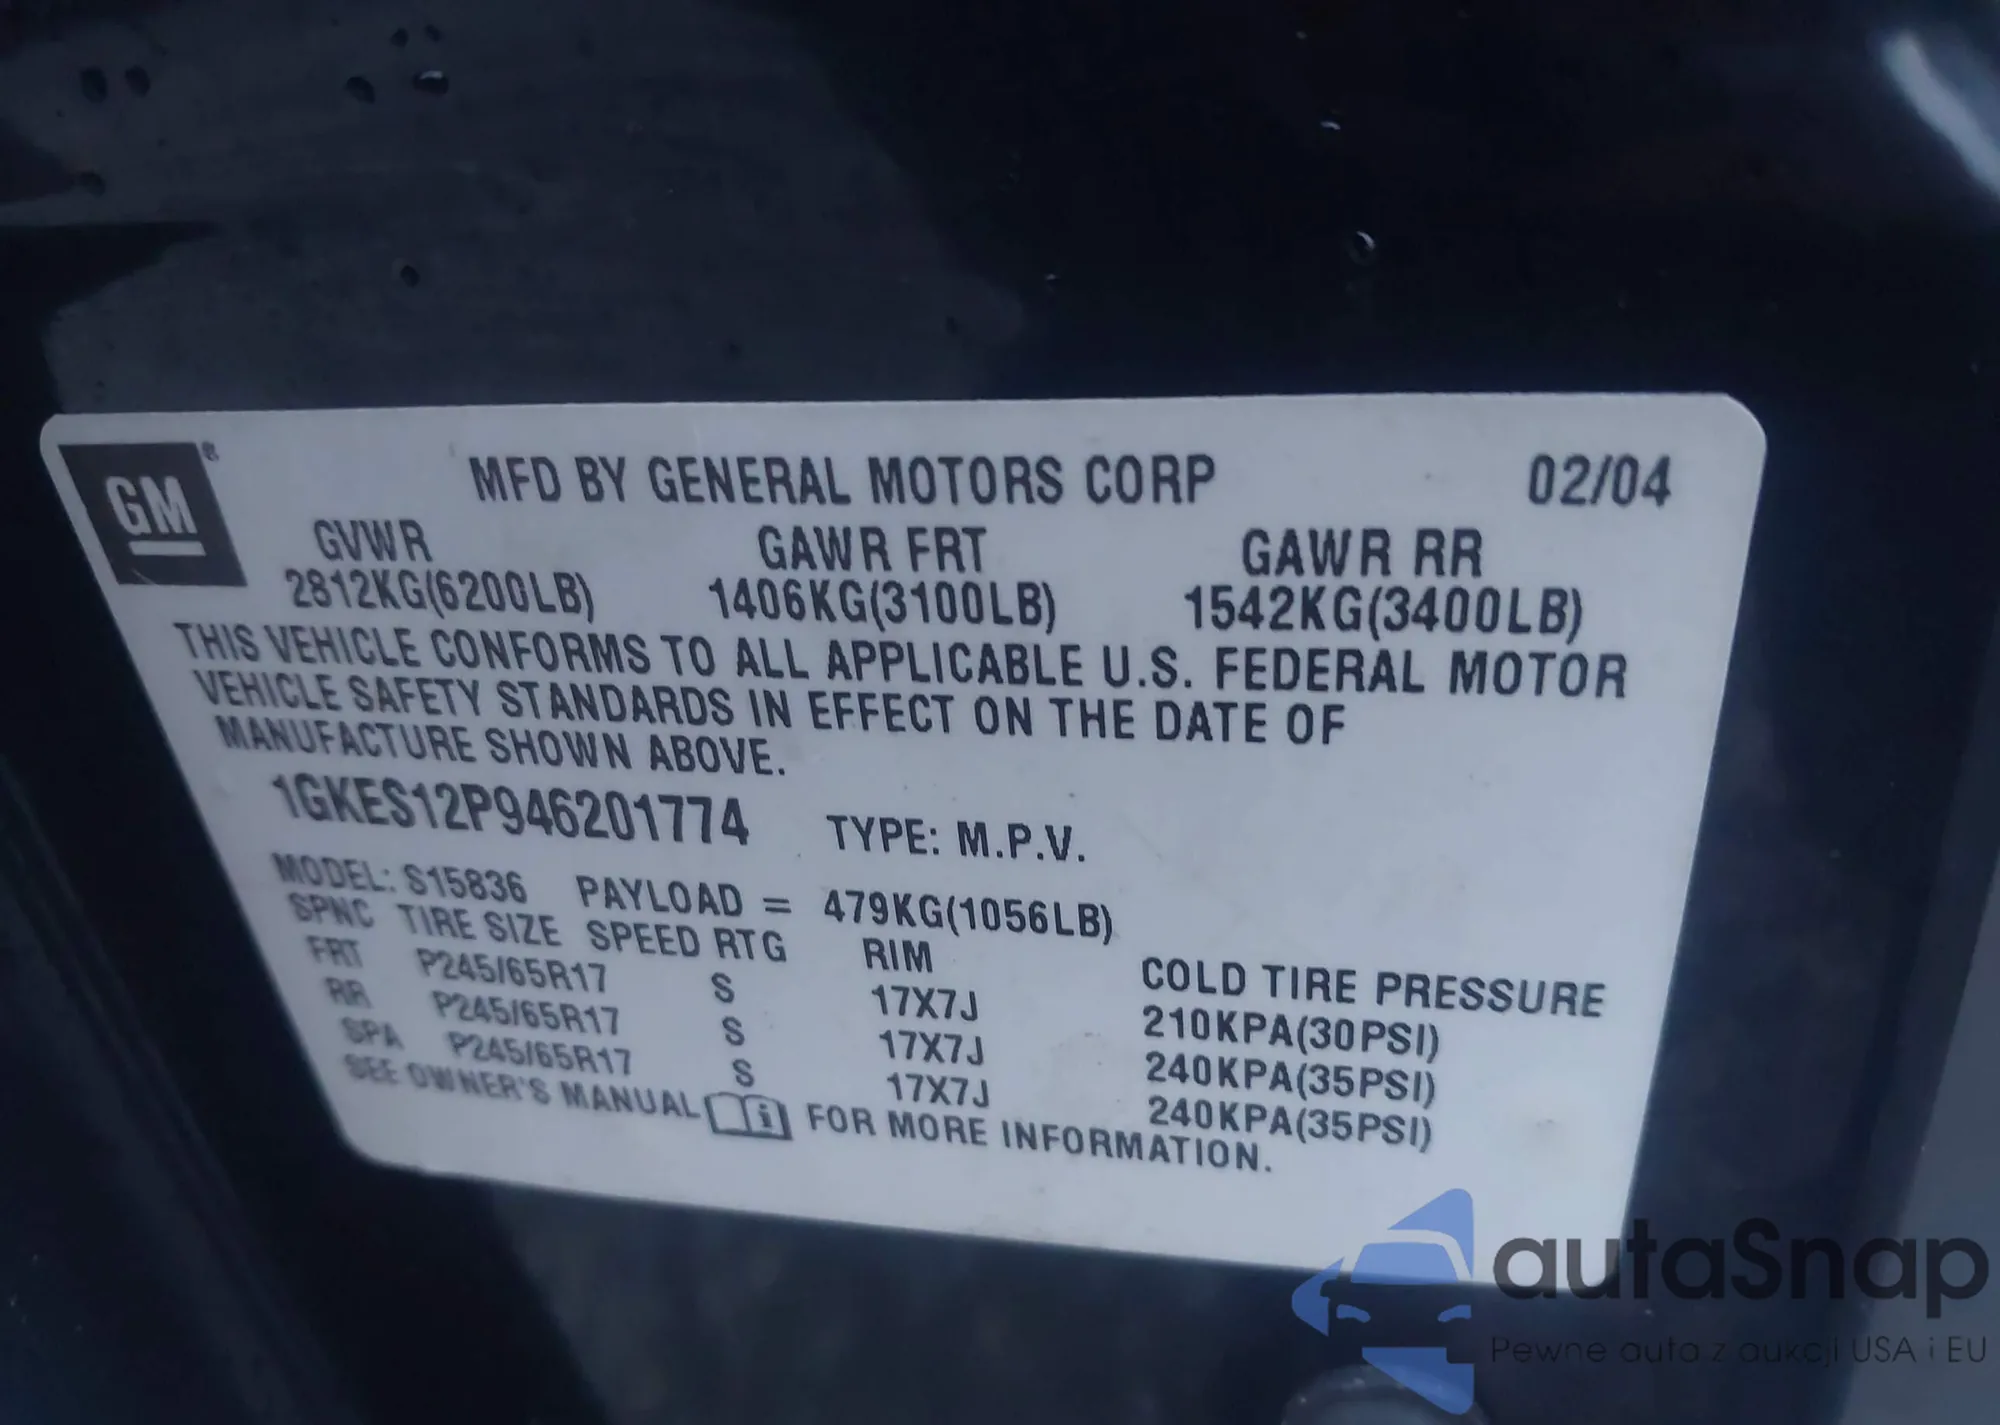 GM®
MFD BY GENERAL MOTORS CORP 02/04
GVWR GAWR FRT GAWR RR
2812KG(6200LB) 1406KG(3100LB) 1542KG(3400LB)
THIS VEHICLE CONFORMS TO ALL APPLICABLE U.S. FEDERAL MOTOR
VEHICLE SAFETY STANDARDS IN EFFECT ON THE DATE OF
MANUFACTURE SHOWN ABOVE.
1GKES12P946201774 TYPE: M.P.V.
MODEL: S15836 PAYLOAD = 479KG(1056LB)
SPNC TIRE SIZE SPEED RTG RIM COLD TIRE PRESSURE
FRT P245/65R17 S 17X7J 210KPA(30PSI)
RR P245/65R17 S 17X7J 240KPA(35PSI)
SPA P245/65R17 S 17X7J 240KPA(35PSI)
SEE OWNER'S MANUAL i FOR MORE INFORMATION.
autaSnap
Pewne auta z aukcji USA i EU